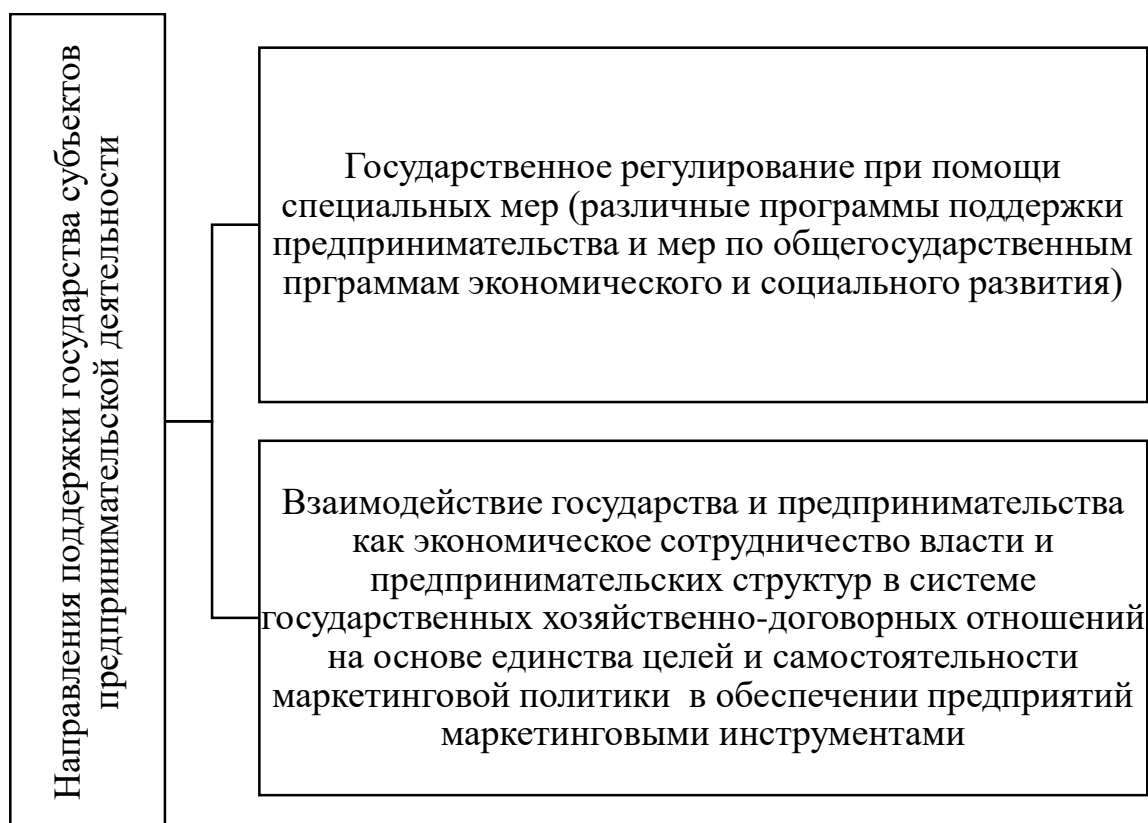 Направления поддержки государства субъектов
предпринимательской деятельности
Государственное регулирование при помощи
специальных мер (различные программы поддержки
предпринимательства и мер по общегосударственным
прграммам экономического и социального развития)
Взаимодействие государства и предпринимательства
как экономическое сотрудничество власти и
предпринимательских структур в системе
государственных хозяйственно-договорных отношений
на основе единства целей и самостоятельности
маркетинговой политики  в обеспечении предприятий
маркетинговыми инструментами